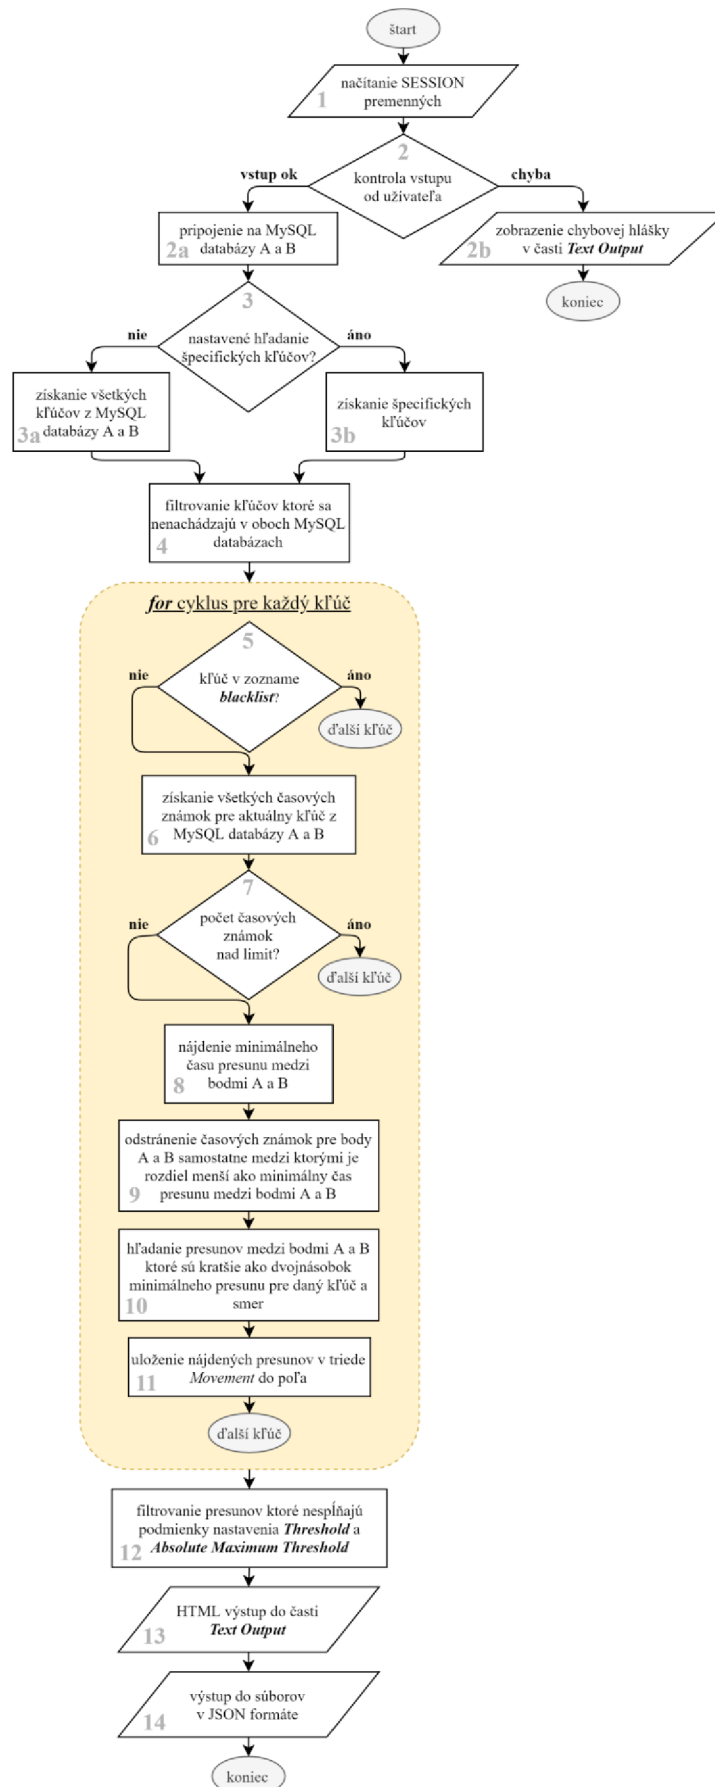 štart
1
načítanie SESSION
premenných
2
kontrola vstupu
od užívateľa
vstup ok
chyba
2a
pripojenie na MySQL
databázy A a B
2b
zobrazenie chybovej hlášky
v časti Text Output
koniec
3
nastavené hľadanie
špecifických kľúčov?
nie
áno
3a
získanie všetkých
kľúčov z MySQL
databázy A a B
3b
získanie špecifických
kľúčov
4
filtrovanie kľúčov ktoré sa
nenachádzajú v oboch MySQL
databázach
for cyklus pre každý kľúč
5
kľúč v zozname
blacklist?
nie
áno
ďalší kľúč
6
získanie všetkých časových
známok pre aktuálny kľúč z
MySQL databázy A a B
7
počet časových
známok
nad limit?
nie
áno
ďalší kľúč
8
nájdenie minimálneho
času presunu medzi
bodmi A a B
9
odstránenie časových známok pre body
A a B samostatne medzi ktorými je
rozdiel menší ako minimálny čas
presunu medzi bodmi A a B
10
hľadanie presunov medzi bodmi A a B
ktoré sú kratšie ako dvojnásobok
minimálneho presunu pre daný kľúč a
smer
11
uloženie nájdených presunov v triede
Movement do poľa
ďalší kľúč
12
filtrovanie presunov ktoré nespĺňajú
podmienky nastavenia Threshold a
Absolute Maximum Threshold
13
HTML výstup do časti
Text Output
14
výstup do súborov
v JSON formáte
koniec